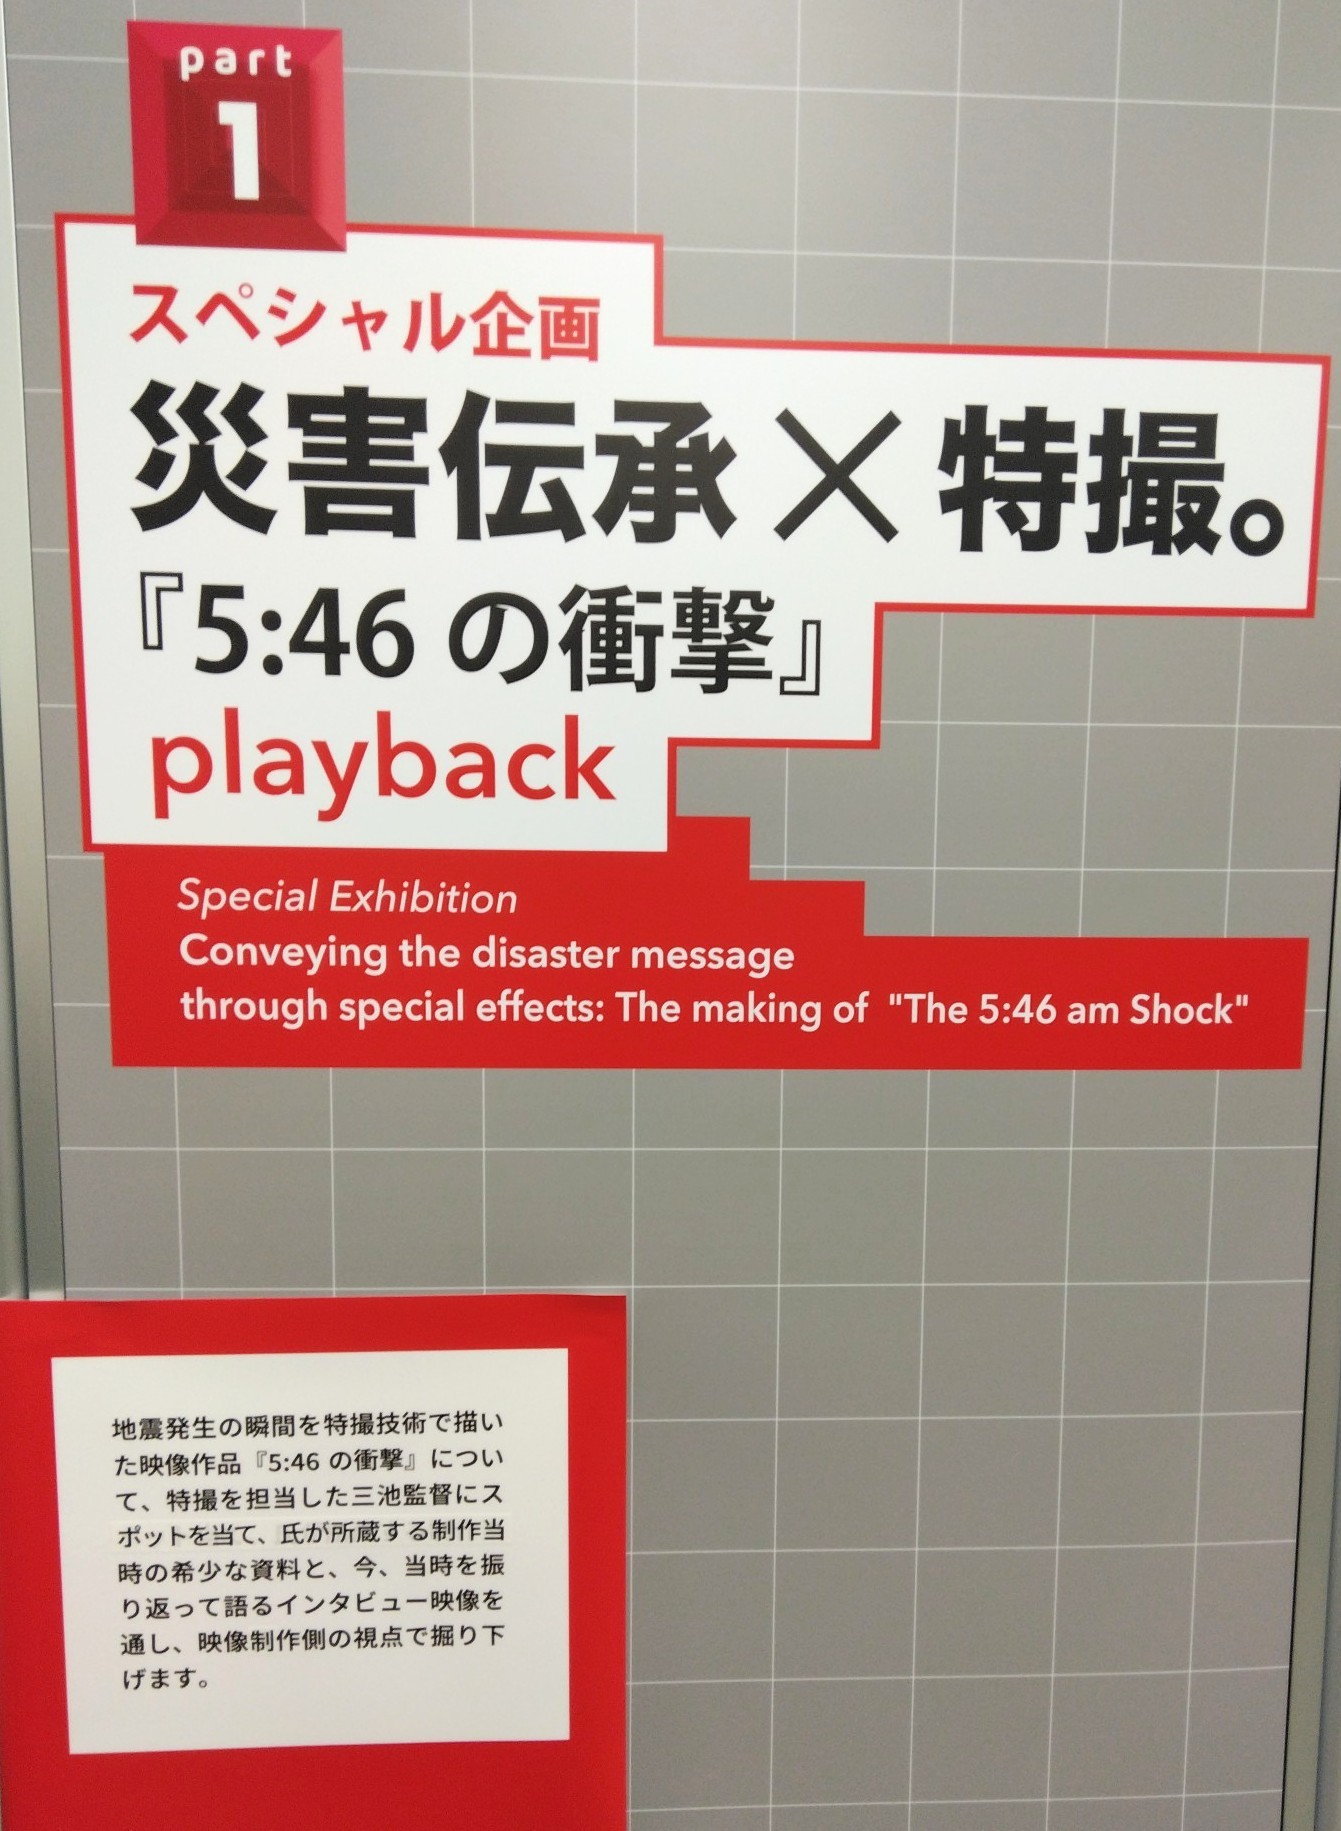 part
1
スペシャル企画
災害伝承×特撮。
『5:46 の衝撃』
playback
Special Exhibition
Conveying the disaster message
through special effects: The making of "The 5:46 am Shock"
地震発生の瞬間を特撮技術で描い
た映像作品『5:46 の衝撃』につい
て、特撮を担当した三池監督にス
ポットを当て、氏が所蔵する制作当
時の希少な資料と、今、当時を振
り返って語るインタビュー映像を
通し、映像制作側の視点で掘り下
げます。